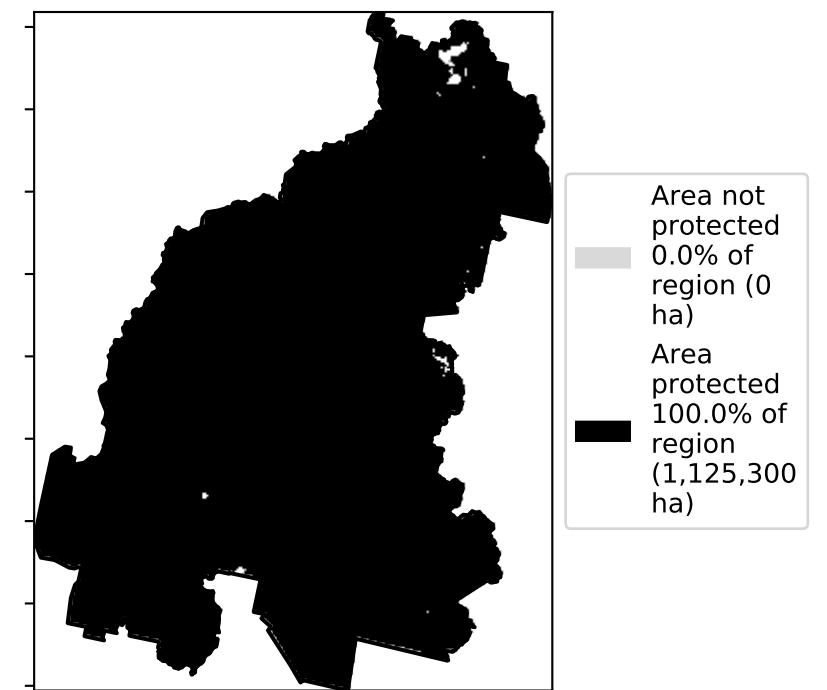 Area not
protected
0.0% of
region (0
ha)
Area
protected
100.0% of
region
(1,125,300
ha)